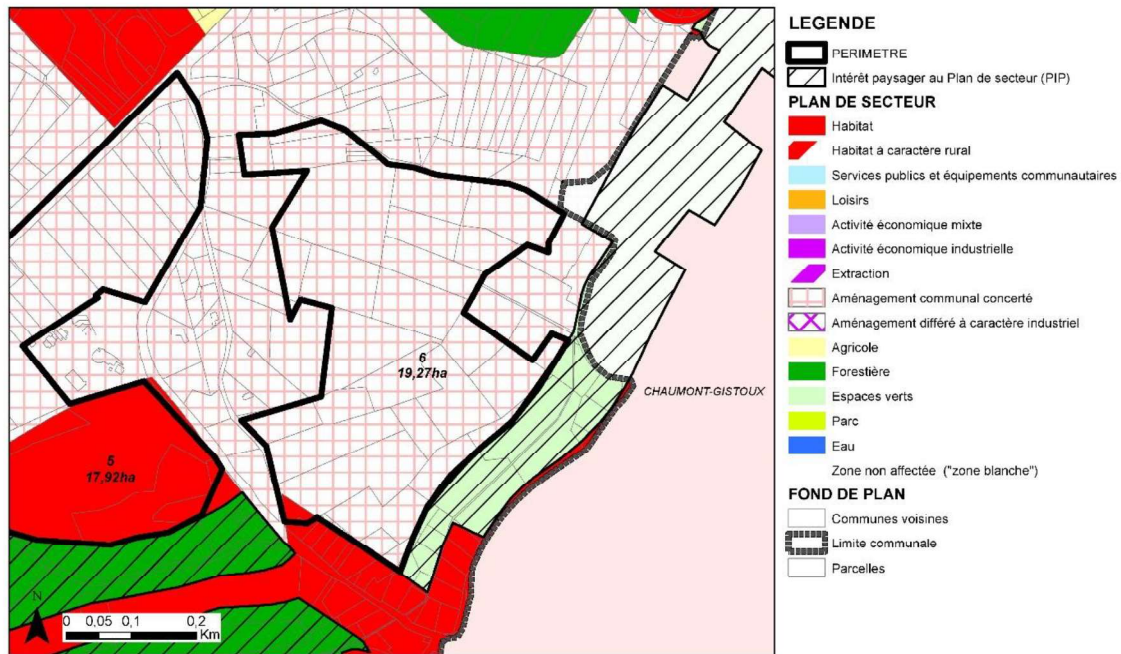 6
19,27ha
CHAUMONT-GISTOUX
5
17,92ha
N
0 0,05 0,1 0,2
Km
LEGENDE
PERIMETRE
Intérêt paysager au Plan de secteur (PIP)
PLAN DE SECTEUR
Habitat
Habitat à caractère rural
Services publics et équipements communautaires
Loisirs
Activité économique mixte
Activité économique industrielle
Extraction
Aménagement communal concerté
Aménagement différé à caractère industriel
Agricole
Forestière
Espaces verts
Parc
Eau
Zone non affectée ("zone blanche")
FOND DE PLAN
Communes voisines
Limite communale
Parcelles